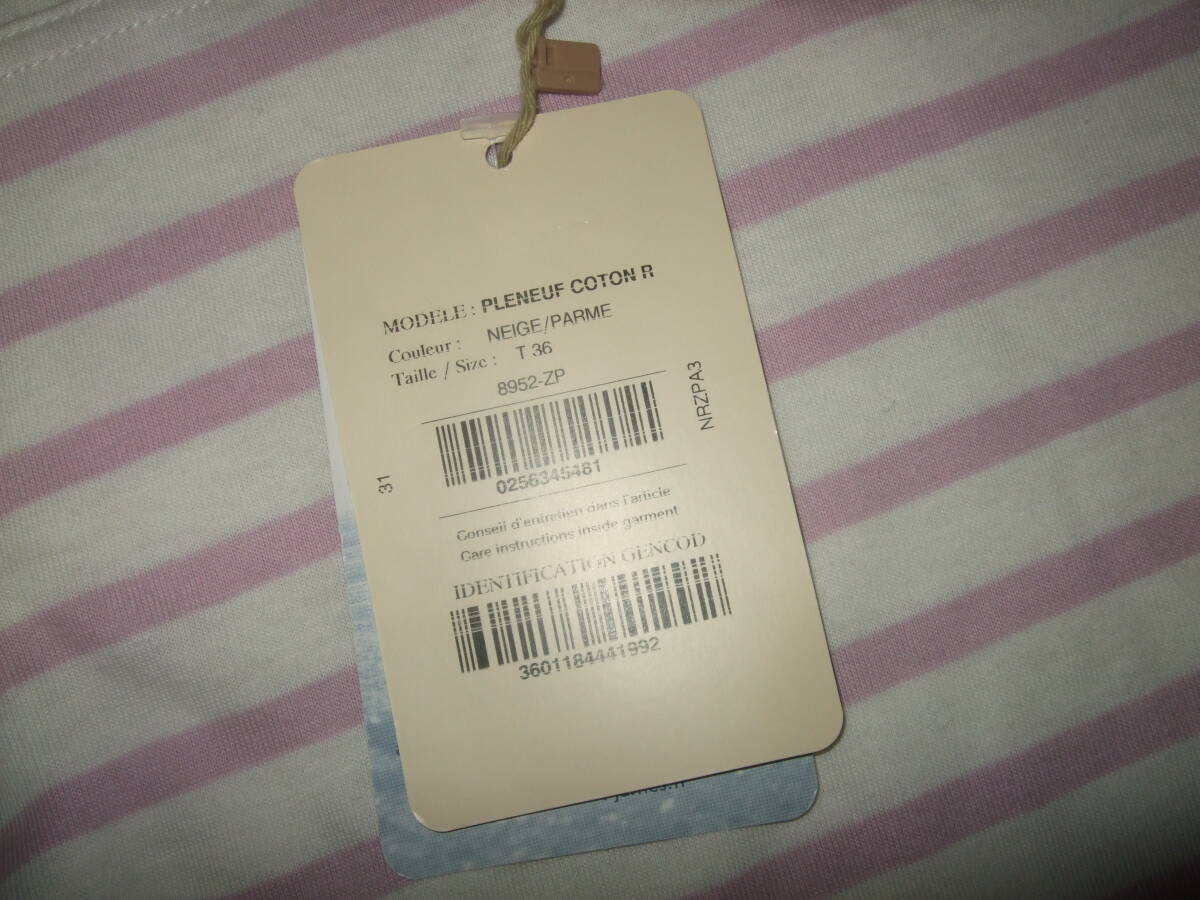 MODELE : PLENEUF COTON R
Couleur : NEIGE/PARME
Taille / Size : T 36
8952-ZP
NRZPA3
31
0256345481
Conseil d'entretien dans l'article
Care instructions inside garment
IDENTIFICATION GENCOD
3601184441992